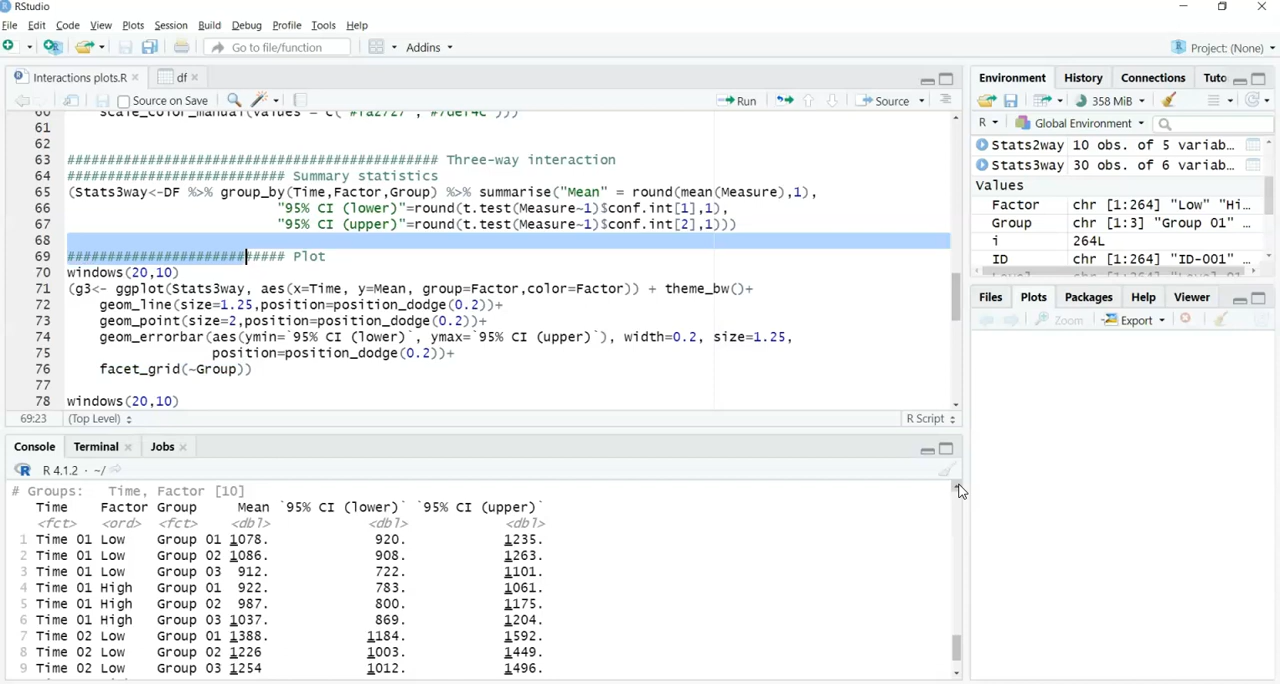 RStudio
File Edit Code View Plots Session Build Debug Profile Tools Help
Go to file/function Addins Project: (None)
Interactions plots.R df
Source on Save Run Source
60 scale_color_manual(values = c("#fa2727", "#7def4c")))
61
62
63 ############################################ Three-way interaction
64 ########################### Summary statistics
65 (Stats3way<-DF %>% group_by(Time,Factor,Group) %>% summarise("Mean" = round(mean(Measure),1),
66 "95% CI (lower)"=round(t.test(Measure~1)$conf.int[1],1),
67 "95% CI (upper)"=round(t.test(Measure~1)$conf.int[2],1)))
68
69 ########################### Plot
70 windows(20,10)
71 (g3<- ggplot(Stats3way, aes(x=Time, y=Mean, group=Factor,color=Factor)) + theme_bw()+
72 geom_line(size=1.25,position=position_dodge(0.2))+
73 geom_point(size=2,position=position_dodge(0.2))+
74 geom_errorbar(aes(ymin=`95% CI (lower)`, ymax=`95% CI (upper)`), width=0.2, size=1.25,
75 position=position_dodge(0.2))+
76 facet_grid(~Group))
77
78 windows(20,10)
69:23 (Top Level) R Script
Console Terminal Jobs
R 4.1.2 · ~/
# Groups: Time, Factor [10]
Time Factor Group Mean `95% CI (lower)` `95% CI (upper)`
<fct> <ord> <fct> <dbl> <dbl> <dbl>
1 Time 01 Low Group 01 1078. 920. 1235.
2 Time 01 Low Group 02 1086. 908. 1263.
3 Time 01 Low Group 03 912. 722. 1101.
4 Time 01 High Group 01 922. 783. 1061.
5 Time 01 High Group 02 987. 800. 1175.
6 Time 01 High Group 03 1037. 869. 1204.
7 Time 02 Low Group 01 1388. 1184. 1592.
8 Time 02 Low Group 02 1226 1003. 1449.
9 Time 02 Low Group 03 1254 1012. 1496.
Environment History Connections Tuto
358 MiB
R Global Environment
Stats2way 10 obs. of 5 variab...
Stats3way 30 obs. of 6 variab...
Values
Factor chr [1:264] "Low" "Hi...
Group chr [1:3] "Group 01" ...
i 264L
ID chr [1:264] "ID-001" ...
Files Plots Packages Help Viewer
Zoom Export